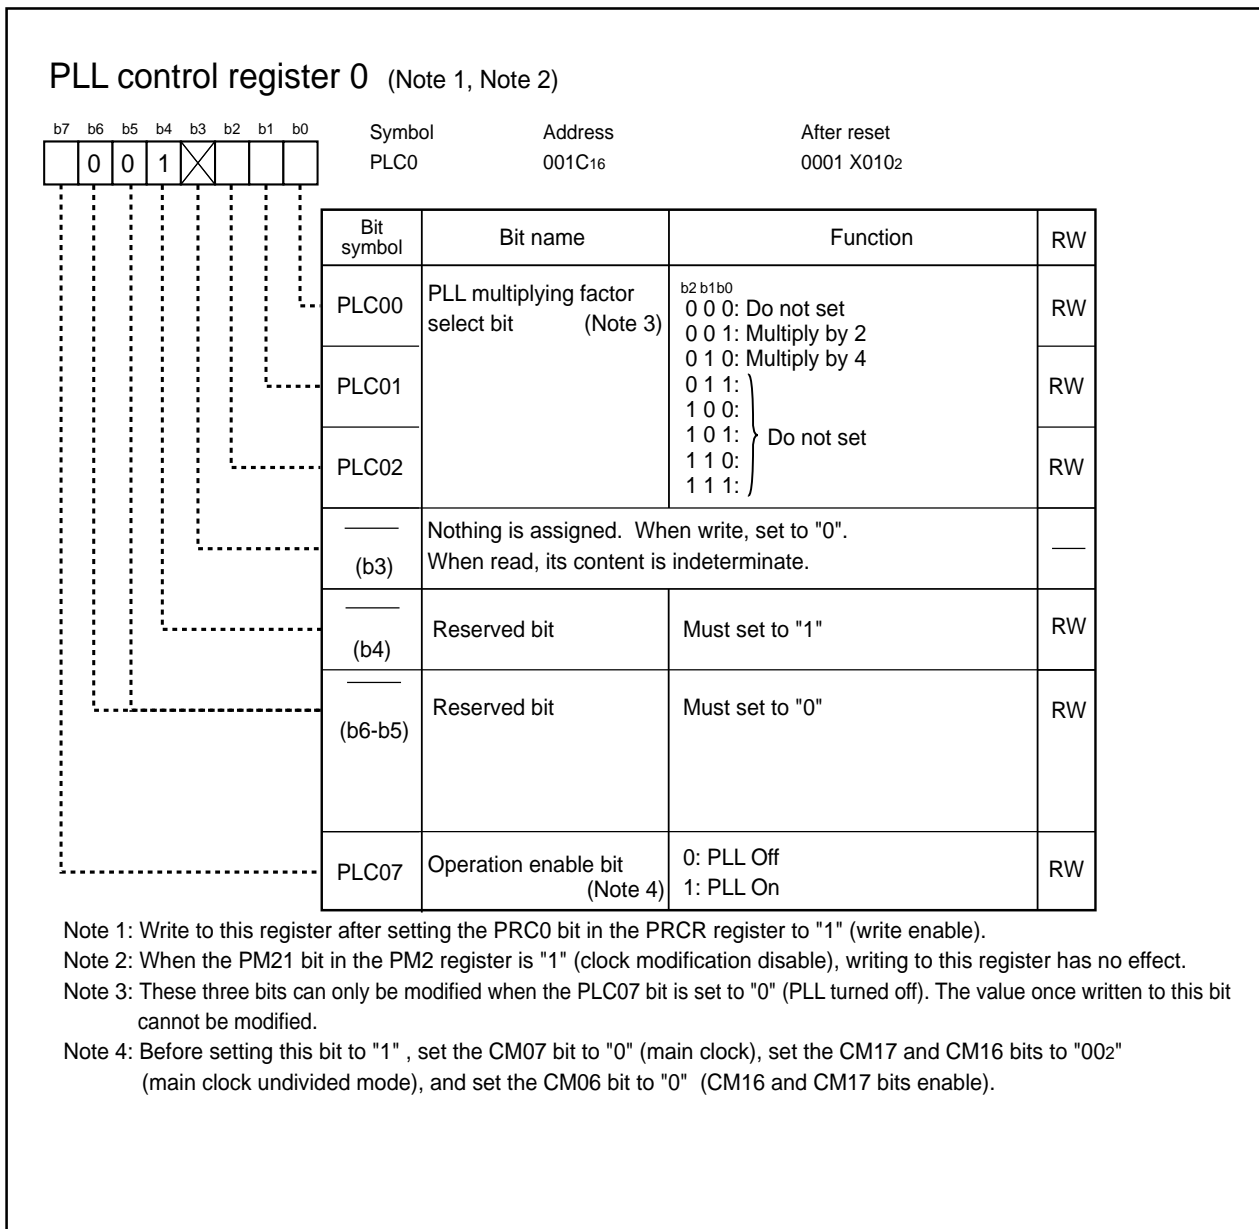 PLL control register 0 (Note 1, Note 2)
b7 b6 b5 b4 b3 b2 b1 b0
Symbol Address After reset
0 0 1
PLC0 001C16 0001 X0102
Bit symbol Bit name Function RW
PLC00 PLL multiplying factor select bit (Note 3) RW
b2 b1 b0
0 0 0: Do not set
0 0 1: Multiply by 2
0 1 0: Multiply by 4
PLC01 RW
0 1 1:
1 0 0:
1 0 1: Do not set
1 1 0:
1 1 1:
PLC02 RW
(b3) Nothing is assigned. When write, set to "0".
When read, its content is indeterminate.
(b4) Reserved bit Must set to "1" RW
(b6-b5) Reserved bit Must set to "0" RW
PLC07 Operation enable bit (Note 4) RW
0: PLL Off
1: PLL On
Note 1: Write to this register after setting the PRC0 bit in the PRCR register to "1" (write enable).
Note 2: When the PM21 bit in the PM2 register is "1" (clock modification disable), writing to this register has no effect.
Note 3: These three bits can only be modified when the PLC07 bit is set to "0" (PLL turned off). The value once written to this bit
cannot be modified.
Note 4: Before setting this bit to "1" , set the CM07 bit to "0" (main clock), set the CM17 and CM16 bits to "002"
(main clock undivided mode), and set the CM06 bit to "0" (CM16 and CM17 bits enable).